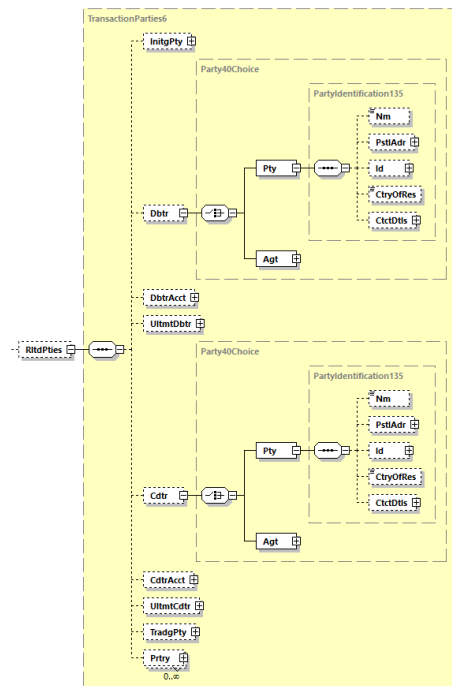 TransactionParties6
InitgPty
Party40Choice
PartyIdentification135
Nm
PstlAdr
Pty
Id
CtryOfRes
Dbtr
CtctDtls
Agt
DbtrAcct
UltmtDbtr
RltdPties
Party40Choice
PartyIdentification135
Nm
PstlAdr
Pty
Id
CtryOfRes
Cdtr
CtctDtls
Agt
CdtrAcct
UltmtCdtr
TradgPty
Prtry
0..∞